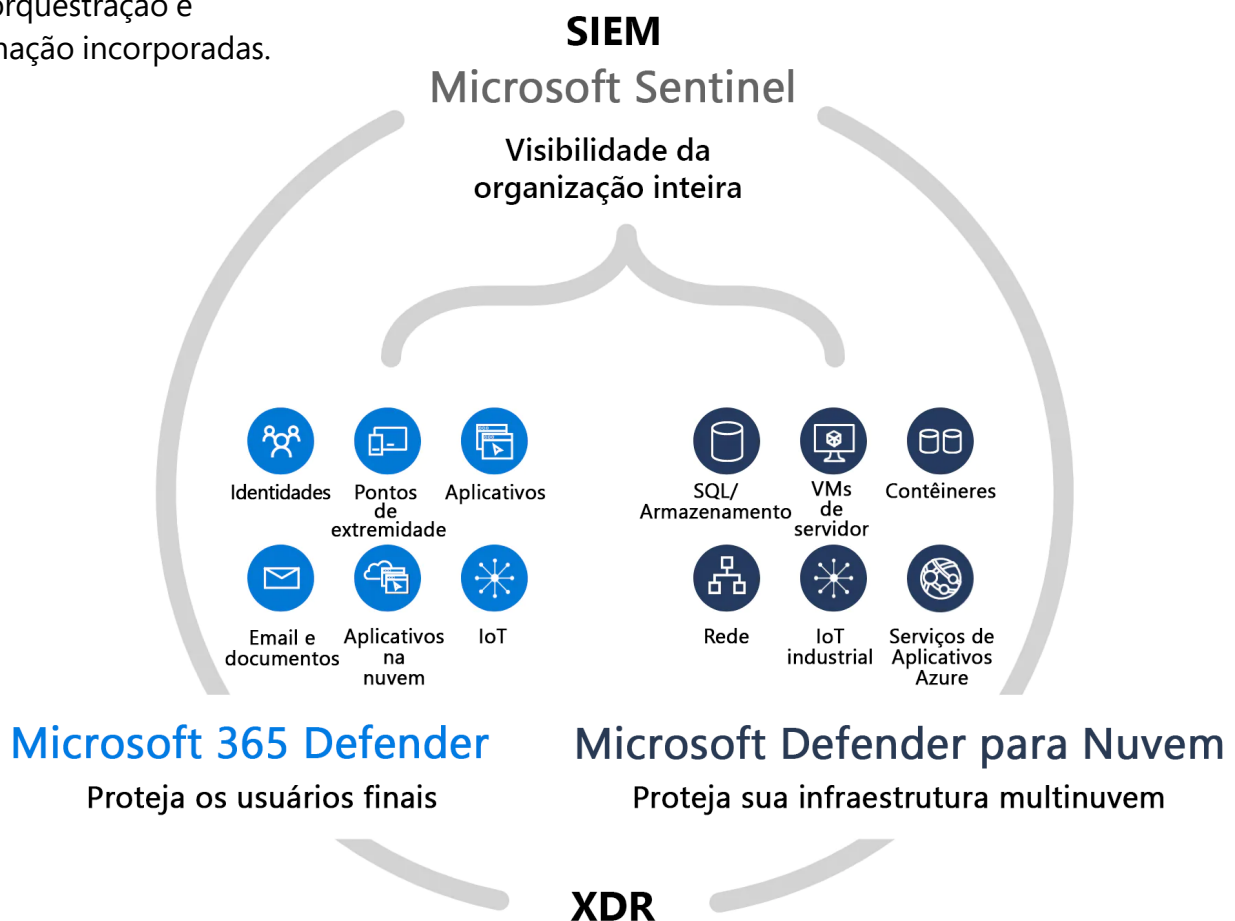 orquestração e
incorporadas.
SIEM
Microsoft Sentinel
Visibilidade da
organização inteira
Identidades
Pontos
de
extremidade
Aplicativos
SQL/
Armazenamento
VMs
de
servidor
Contêineres
Email e
documentos
Aplicativos
na
nuvem
IoT
Rede
IoT
industrial
Serviços de
Aplicativos
Azure
Microsoft 365 Defender
Proteja os usuários finais
Microsoft Defender para Nuvem
Proteja sua infraestrutura multinuvem
XDR